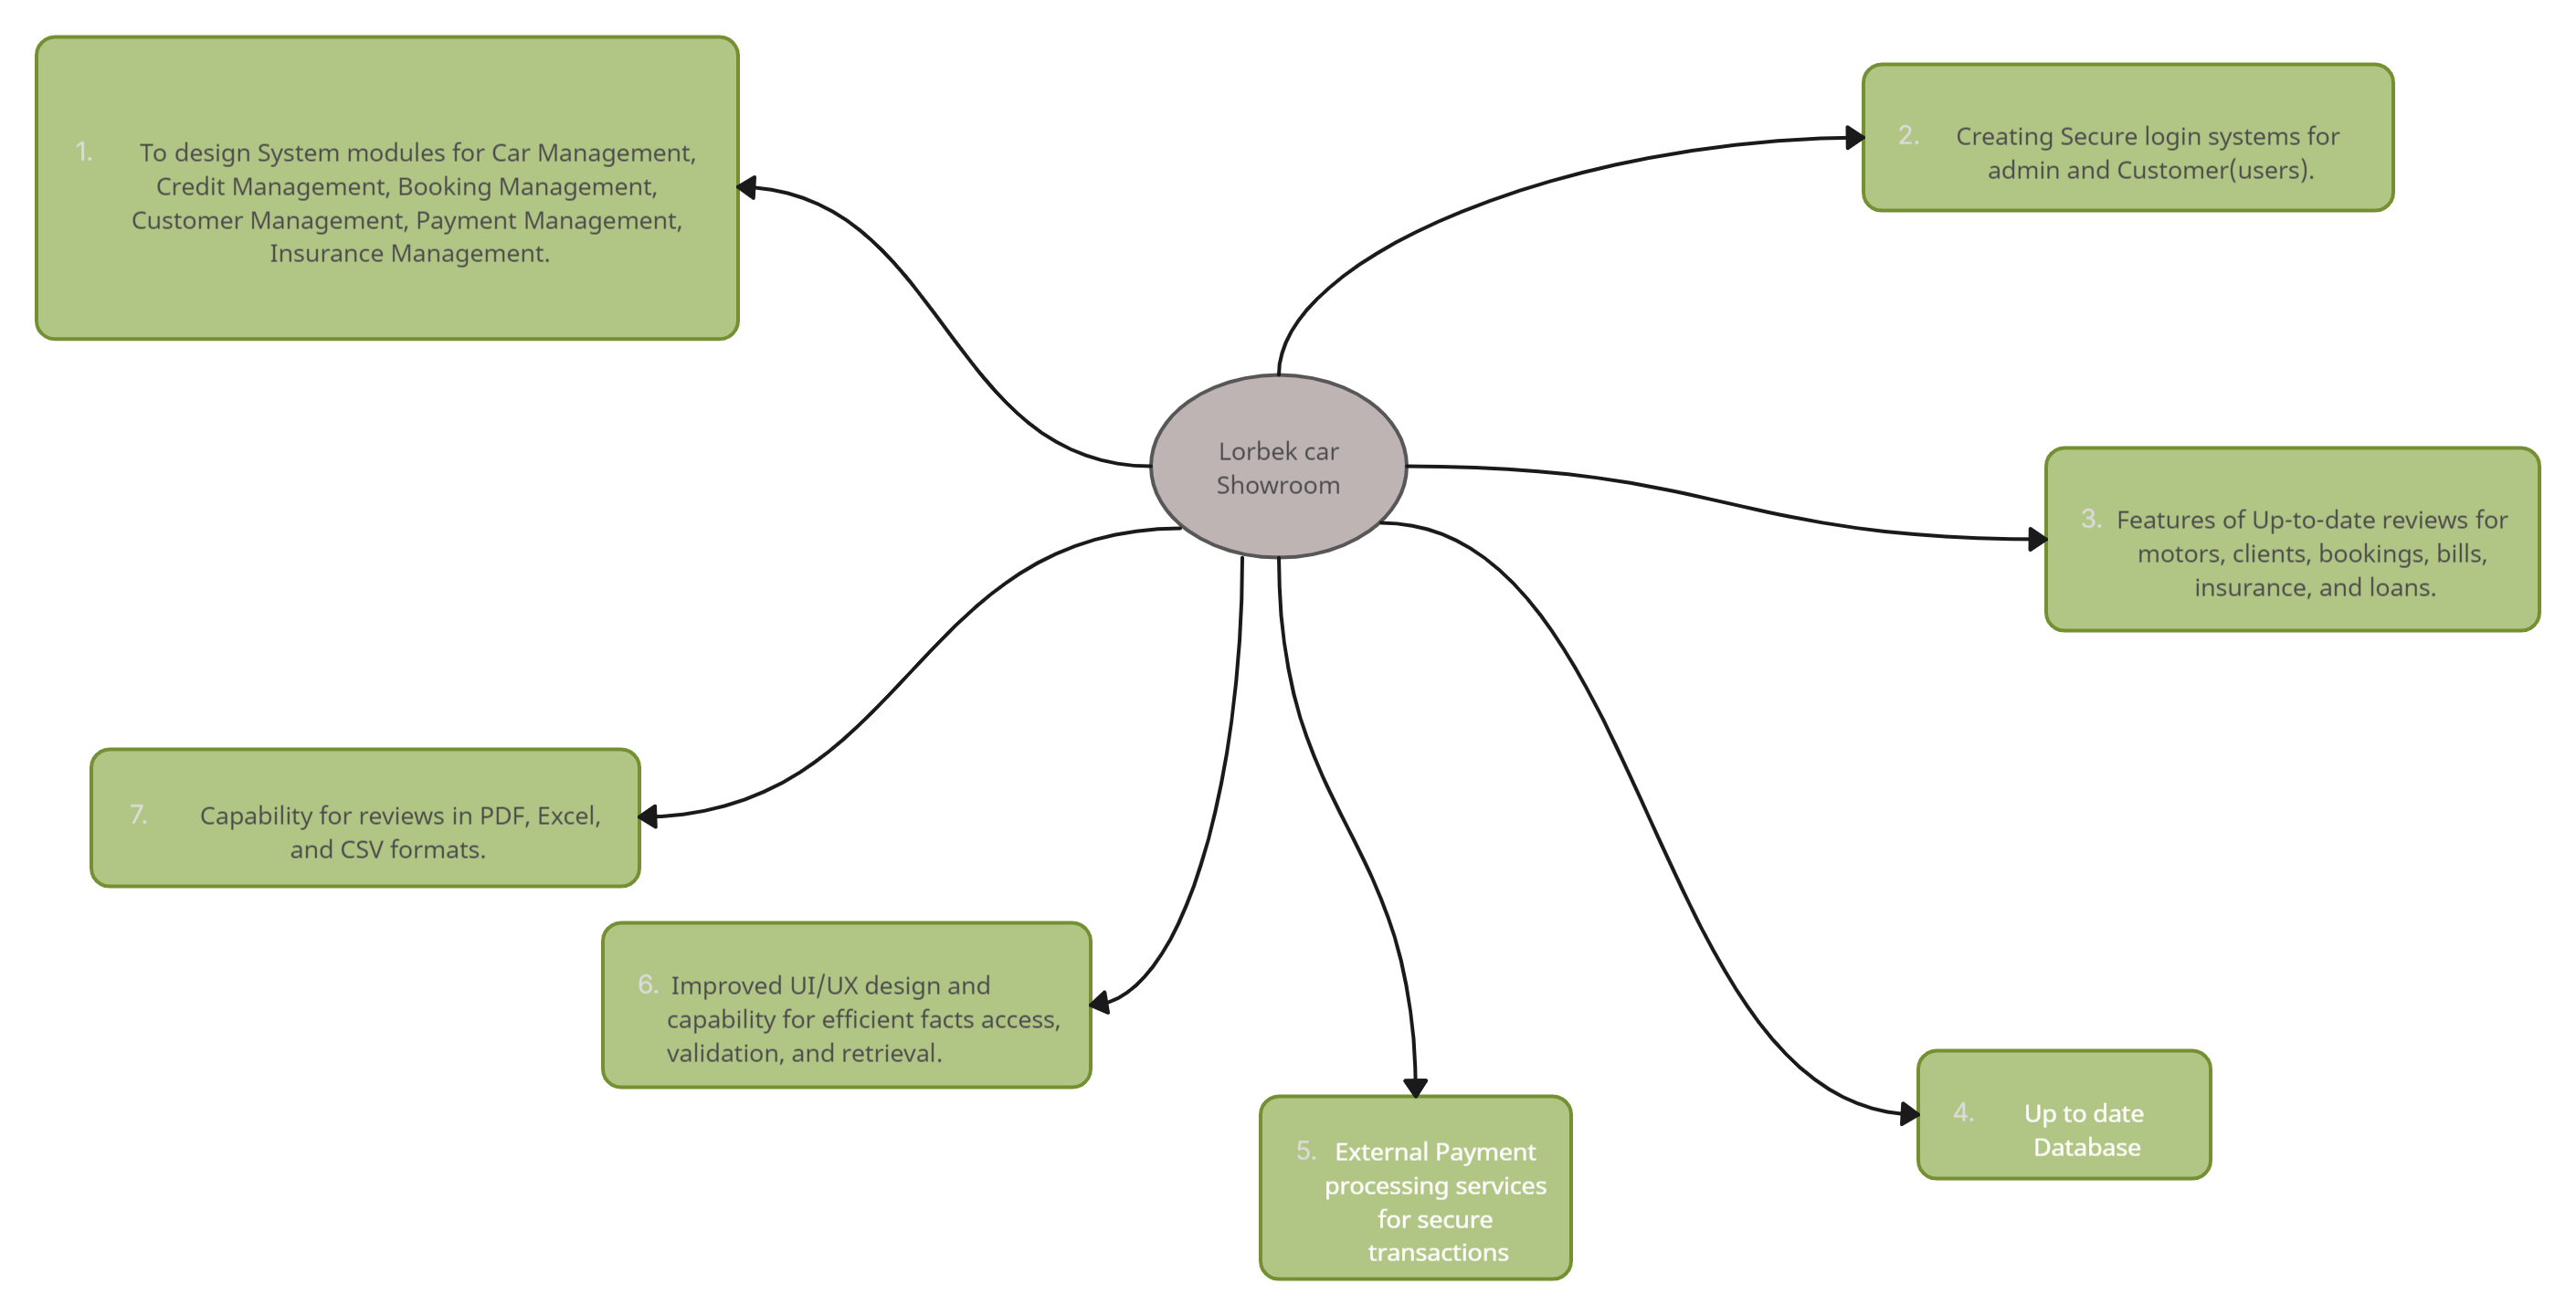 1. To design System modules for Car Management,
Credit Management, Booking Management,
Customer Management, Payment Management,
Insurance Management.
2. Creating Secure login systems for
admin and Customer(users).
Lorbek car
Showroom
3. Features of Up-to-date reviews for
motors, clients, bookings, bills,
insurance, and loans.
7. Capability for reviews in PDF, Excel,
and CSV formats.
6. Improved UI/UX design and
capability for efficient facts access,
validation, and retrieval.
5. External Payment
processing services
for secure
transactions
4. Up to date
Database